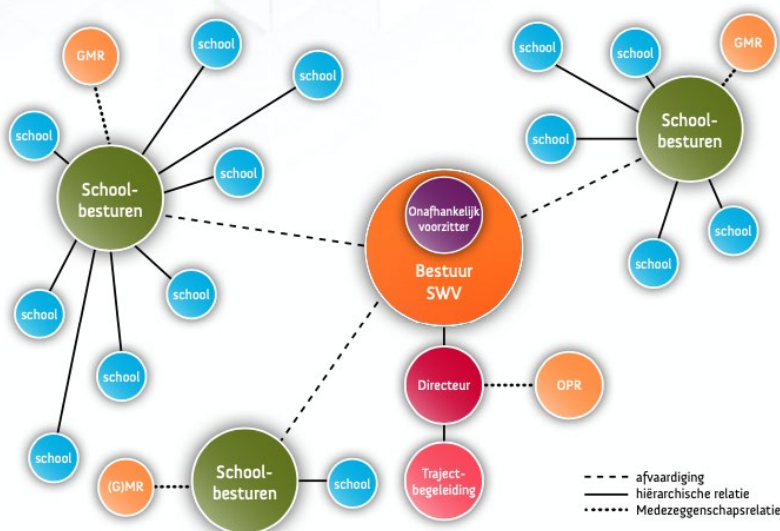 GMR
school
school
school
school
School-
besturen
school
school
school
school
school
school
GMR
school
School-
besturen
school
school
Onafhankelijk
voorzitter
Bestuur
SWV
Directeur
OPR
Traject-
begeleiding
(G)MR
School-
besturen
school
afvaardiging
hiërarchische relatie
Medezeggenschapsrelatie